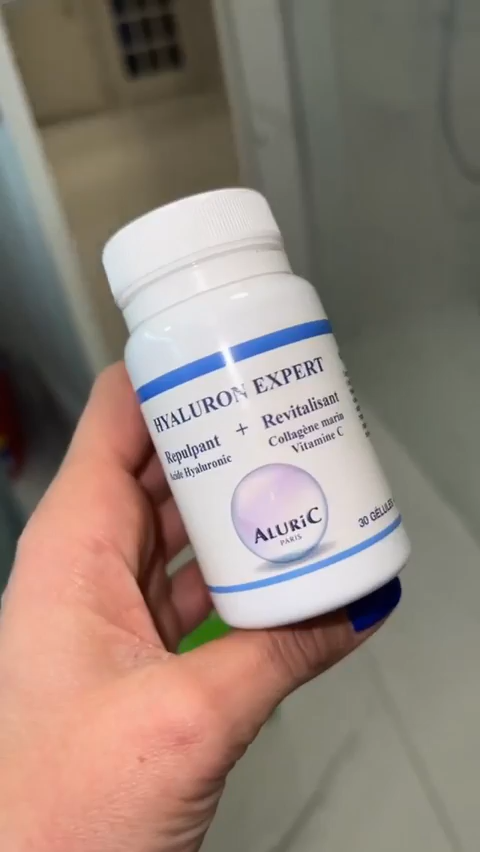 HYALURON EXPERT
Repulpant + Revitalisant
Acide Hyaluronic
Collagène marin
Vitamine C
ALURiC
PARIS
30 GÉLULES